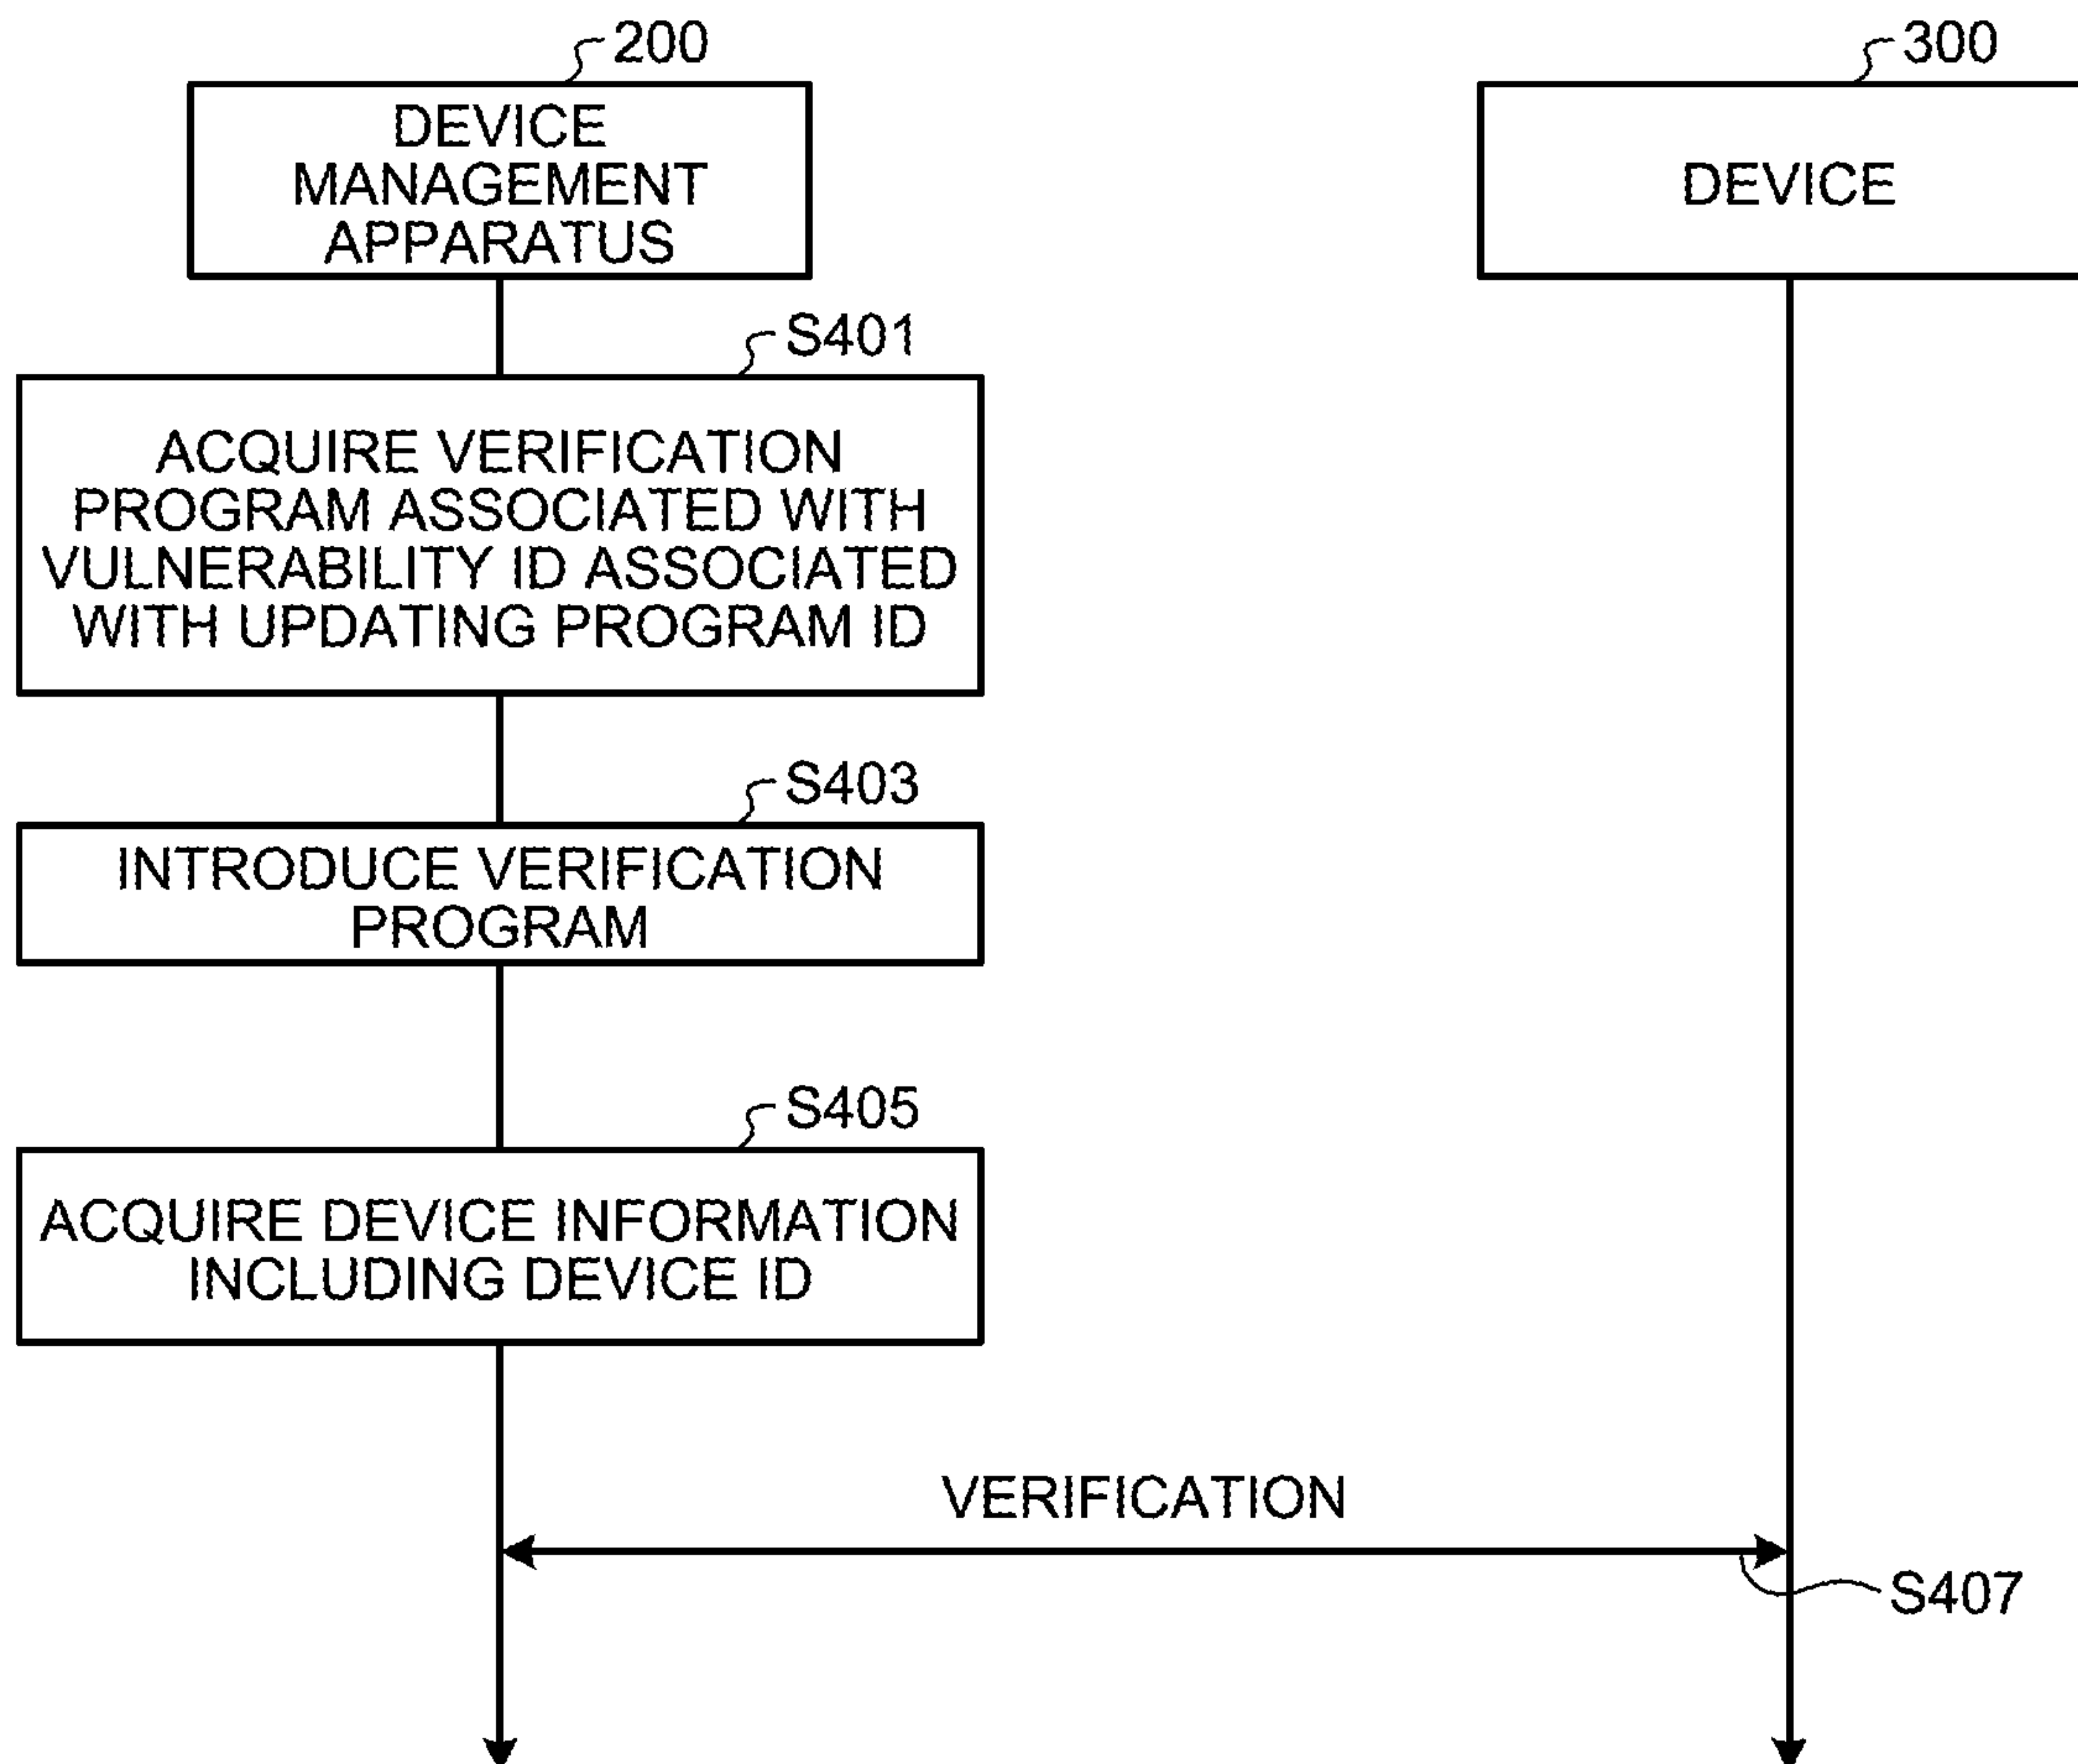 200
300
DEVICE
MANAGEMENT
APPARATUS
DEVICE
S401
ACQUIRE VERIFICATION
PROGRAM ASSOCIATED WITH
VULNERABILITY ID ASSOCIATED
WITH UPDATING PROGRAM ID
S403
INTRODUCE VERIFICATION
PROGRAM
S405
ACQUIRE DEVICE INFORMATION
INCLUDING DEVICE ID
VERIFICATION
S407